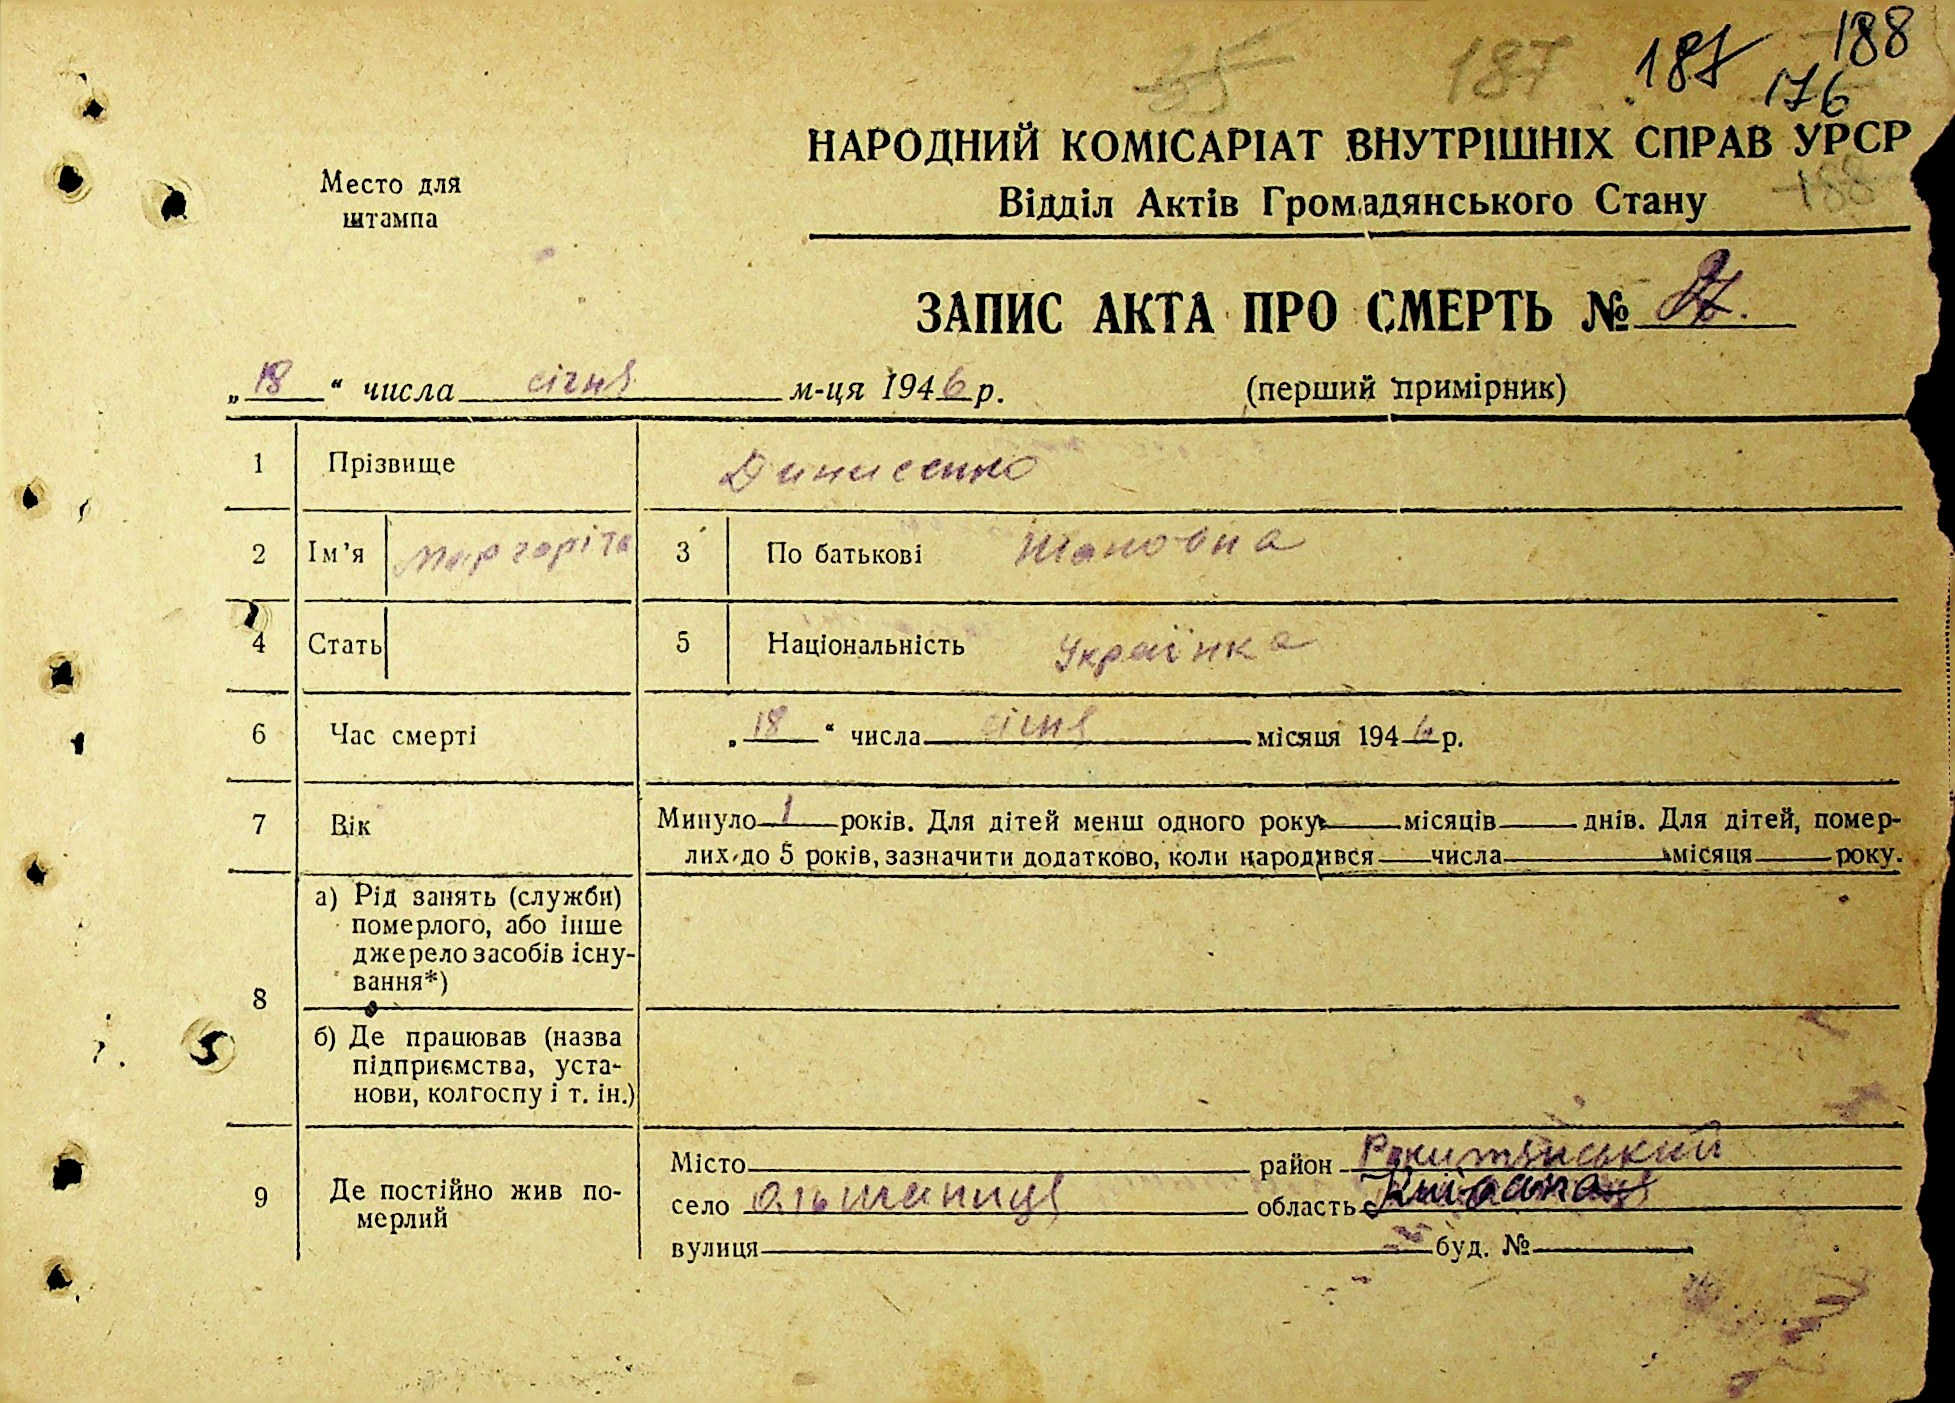 35 187 187 188
176
НАРОДНИЙ КОМІСАРІАТ ВНУТРІШНІХ СПРАВ УРСР
Место для штампа
Відділ Актів Громадянського Стану 188
ЗАПИС АКТА ПРО СМЕРТЬ №
„18“ числа січня м-ця 1946 р. (перший примірник)
1 Прізвище Динисенко
2 Ім’я Маргаріта 3 По батькові
4 Стать 5 Національність Українка
6 Час смерті „18“ числа січня місяця 1946 р.
7 Вік Минуло 1 років. Для дітей менш одного року місяців днів. Для дітей, помер-
лих до 5 років, зазначити додатково, коли народився числа місяця року.
8 а) Рід занять (служби)
померлого, або інше
джерело засобів існу-
вання*)
б) Де працював (назва
підприємства, уста-
нови, колгоспу і т. ін.)
9 Де постійно жив по-
мерлий
Місто район Рокитянський
село Ольшаниця область Київська
вулиця буд. №